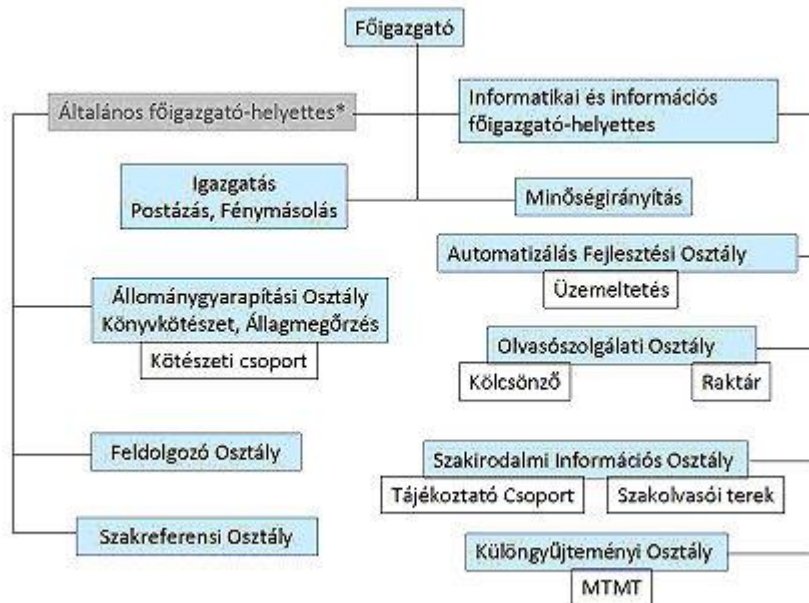 Főigazgató
Általános főigazgató-helyettes*
Informatikai és információs
főigazgató-helyettes
Igazgatás
Postázás, Fénymásolás
Minőségirányítás
Automatizálás Fejlesztési Osztály
Üzemeltetés
Állománygyarapítási Osztály
Könyvkötészet, Állagmegőrzés
Kötészeti csoport
Olvasószolgálati Osztály
Kölcsönző
Raktár
Feldolgozó Osztály
Szakirodalmi Információs Osztály
Tájékoztató Csoport
Szakolvasói terek
Szakreferensi Osztály
Különgyűjteményi Osztály
MTMT